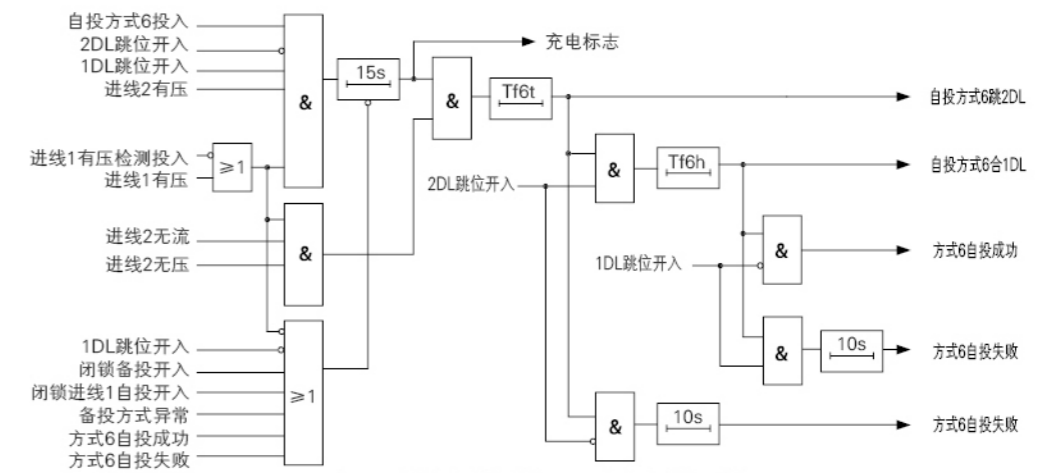 自投方式6投入
2DL跳位开入
1DL跳位开入
进线2有压
&
15s
充电标志
&
Tf6t
自投方式6跳2DL
进线1有压检测投入
进线1有压
≥1
2DL跳位开入
&
Tf6h
自投方式6合1DL
进线2无流
进线2无压
&
1DL跳位开入
&
方式6自投成功
1DL跳位开入
闭锁备投开入
闭锁进线1自投开入
备投方式异常
方式6自投成功
方式6自投失败
≥1
&
10s
方式6自投失败
&
10s
方式6自投失败